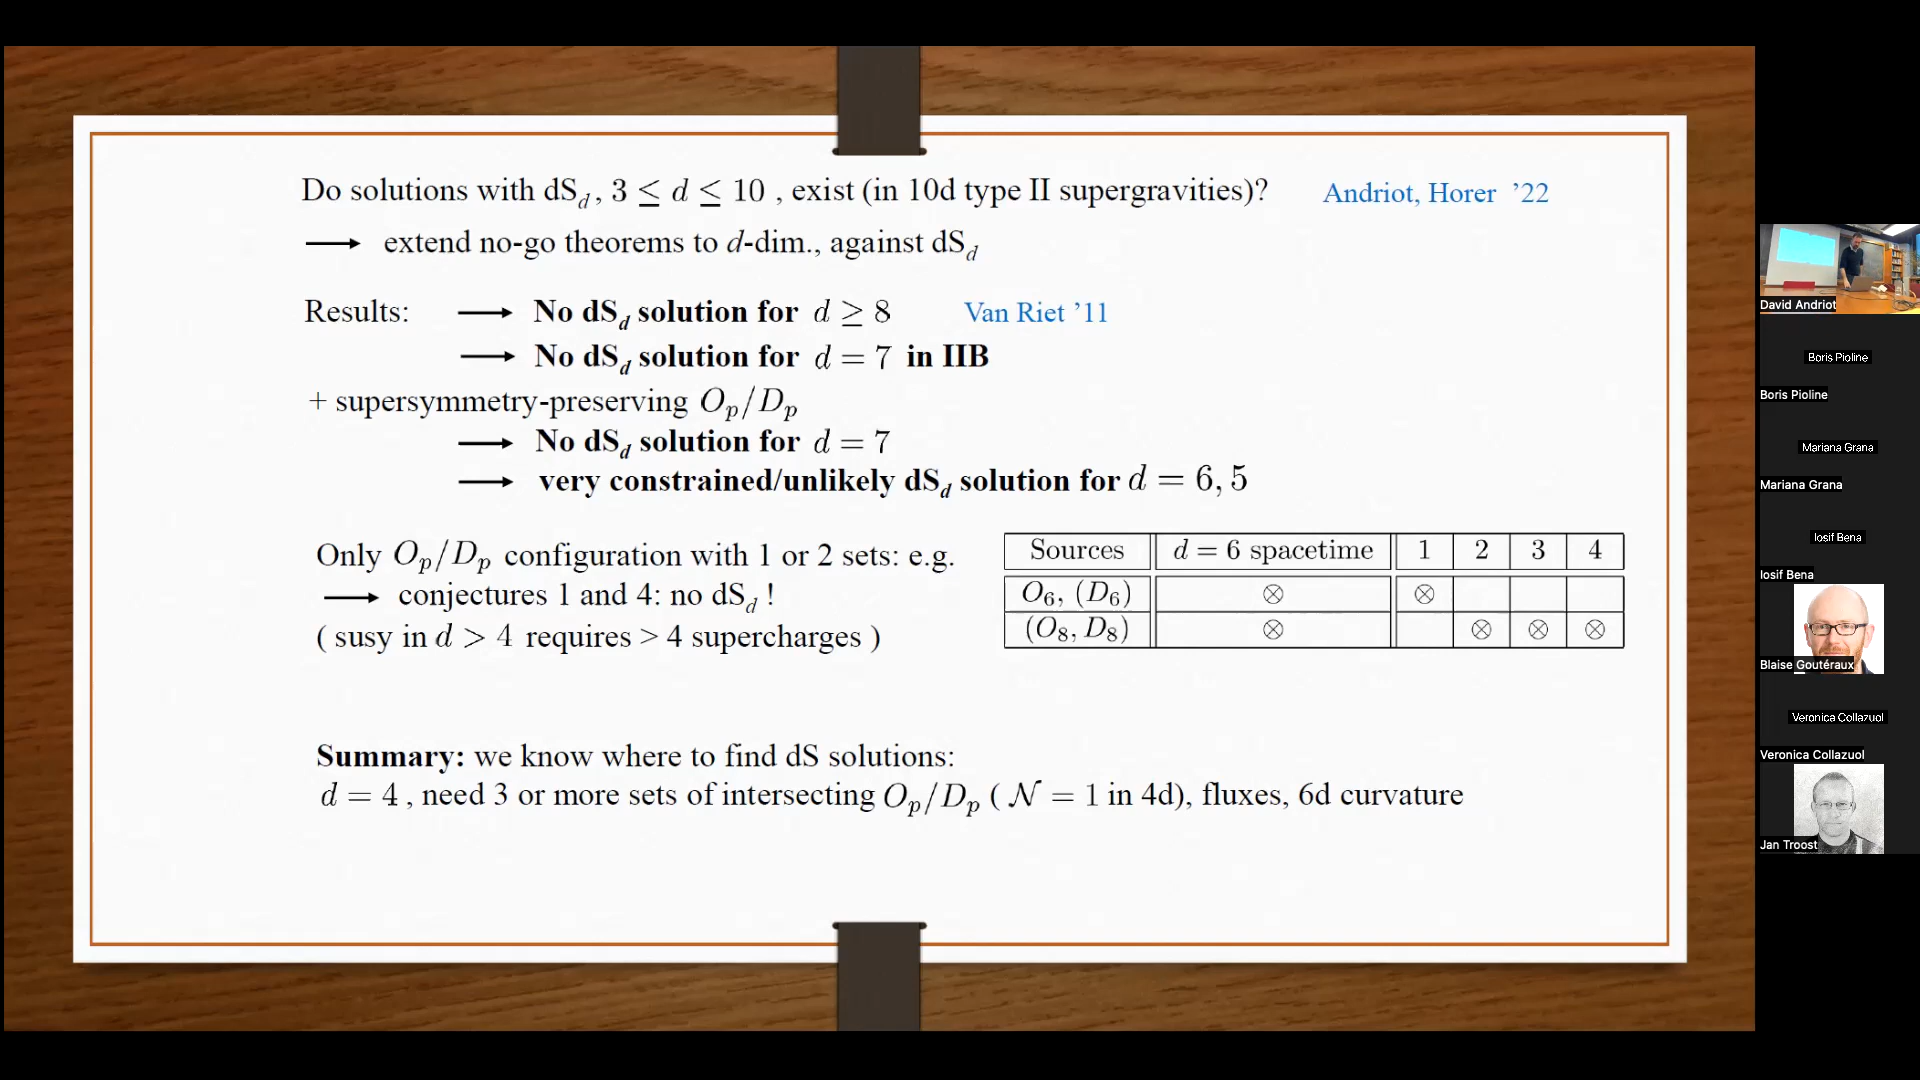 Do solutions with dS_d, 3 ≤ d ≤ 10 , exist (in 10d type II supergravities)? Andriot, Horer '22
⟶ extend no-go theorems to d-dim., against dS_d
Results: ⟶ No dS_d solution for d ≥ 8 Van Riet '11
⟶ No dS_d solution for d = 7 in IIB
+ supersymmetry-preserving O_p/D_p
⟶ No dS_d solution for d = 7
⟶ very constrained/unlikely dS_d solution for d = 6, 5
Only O_p/D_p configuration with 1 or 2 sets: e.g.
⟶ conjectures 1 and 4: no dS_d !
( susy in d > 4 requires > 4 supercharges )
Sources d = 6 spacetime 1 2 3 4
O_6, (D_6) ⊗ ⊗
(O_8, D_8) ⊗ ⊗ ⊗ ⊗
Summary: we know where to find dS solutions:
d = 4 , need 3 or more sets of intersecting O_p/D_p ( 𝒩 = 1 in 4d), fluxes, 6d curvature
David Andriot
Boris Pioline
Boris Pioline
Mariana Grana
Mariana Grana
Iosif Bena
Iosif Bena
Blaise Goutéraux
Veronica Collazuol
Veronica Collazuol
Jan Troost